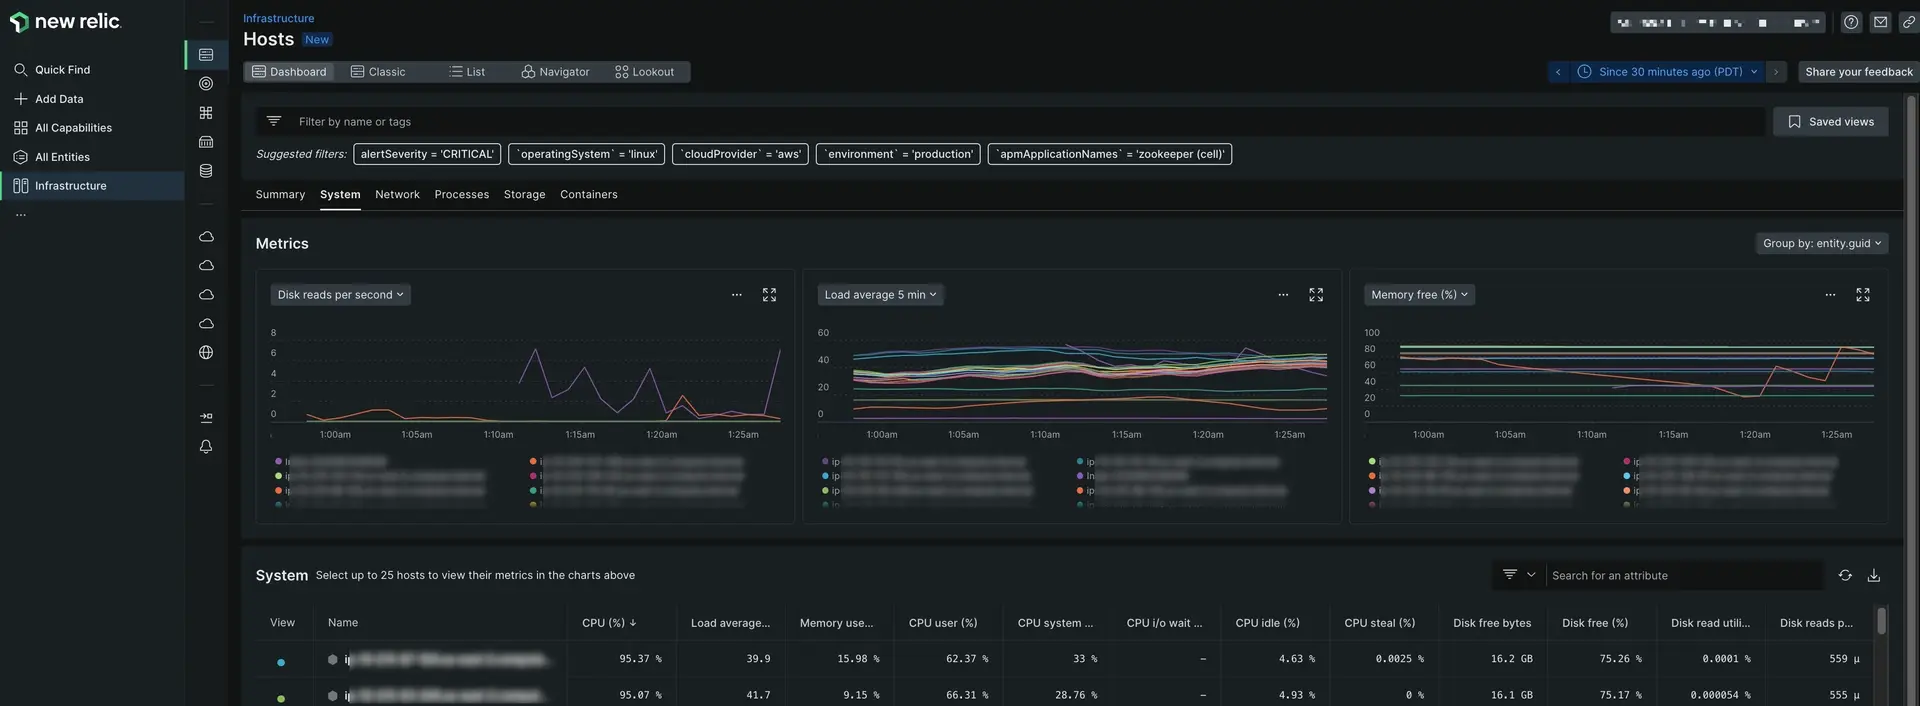 new relic.
Quick Find
Add Data
All Capabilities
All Entities
Infrastructure
...
Infrastructure
Hosts New
Dashboard Classic List Navigator Lookout
Since 30 minutes ago (PDT)
Share your feedback
Filter by name or tags
Saved views
Suggested filters: alertSeverity = 'CRITICAL' `operatingSystem` = 'linux' `cloudProvider` = 'aws' `environment` = 'production' `apmApplicationNames` = 'zookeeper (cell)'
Summary System Network Processes Storage Containers
Metrics
Group by: entity.guid
Disk reads per second
8
6
4
2
0
1:00am 1:05am 1:10am 1:15am 1:20am 1:25am
Load average 5 min
60
40
20
0
1:00am 1:05am 1:10am 1:15am 1:20am 1:25am
Memory free (%)
100
80
60
40
20
0
1:00am 1:05am 1:10am 1:15am 1:20am 1:25am
System Select up to 25 hosts to view their metrics in the charts above
Search for an attribute
View Name CPU (%) ↓ Load average... Memory use... CPU user (%) CPU system ... CPU i/o wait ... CPU idle (%) CPU steal (%) Disk free bytes Disk free (%) Disk read utili... Disk reads p...
95.37 % 39.9 15.98 % 62.37 % 33 % – 4.63 % 0.0025 % 16.2 GB 75.26 % 0.0001 % 559 µ
95.07 % 41.7 9.15 % 66.31 % 28.76 % – 4.93 % 0 % 16.1 GB 75.17 % 0.000054 % 555 µ